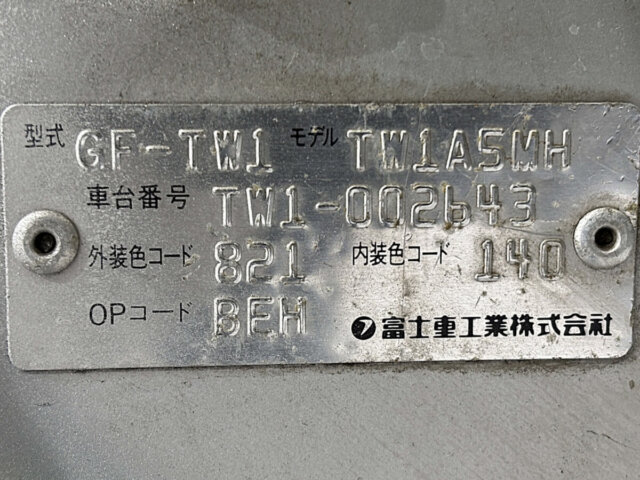 型式 GF-TW1 モデル TW1A5MH
車台番号 TW1-002643
外装色コード 821 内装色コード 140
OPコード BEH 富士重工業株式会社